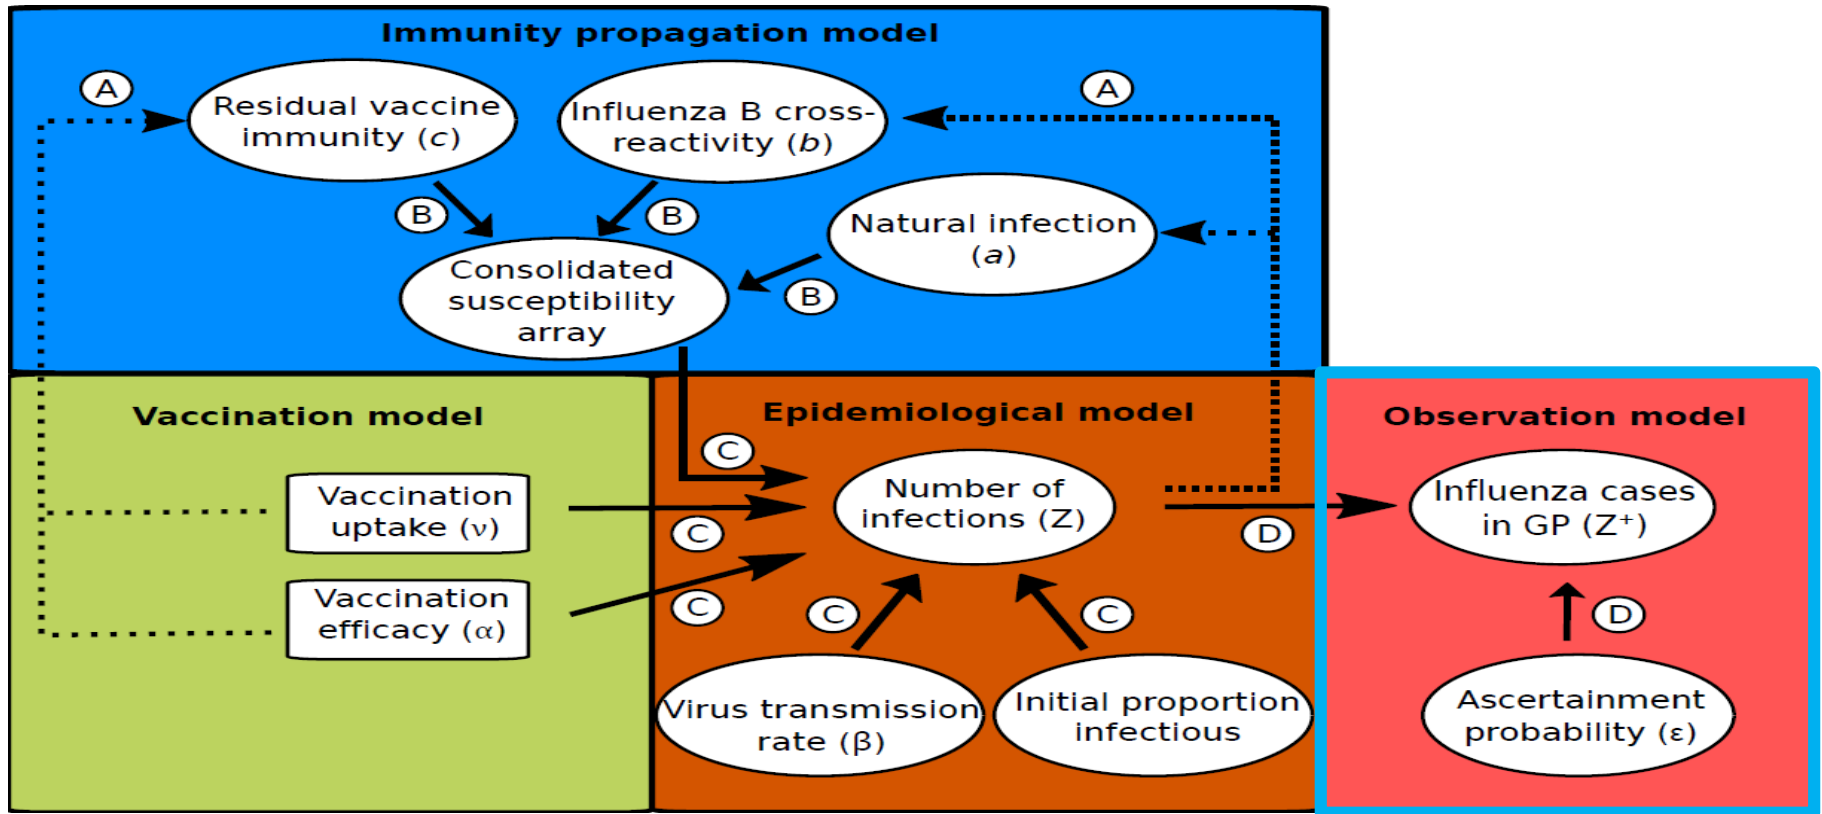 Immunity propagation model
A
Residual vaccine
immunity (c)
Influenza B cross-
reactivity (b)
A
B
B
Natural infection
(a)
B
Consolidated
susceptibility
array
Vaccination model
Vaccination
uptake (ν)
Vaccination
efficacy (α)
Epidemiological model
C
C
C
Number of
infections (Z)
D
C
C
Virus transmission
rate (β)
Initial proportion
infectious
Observation model
Influenza cases
in GP (Z⁺)
D
Ascertainment
probability (ε)